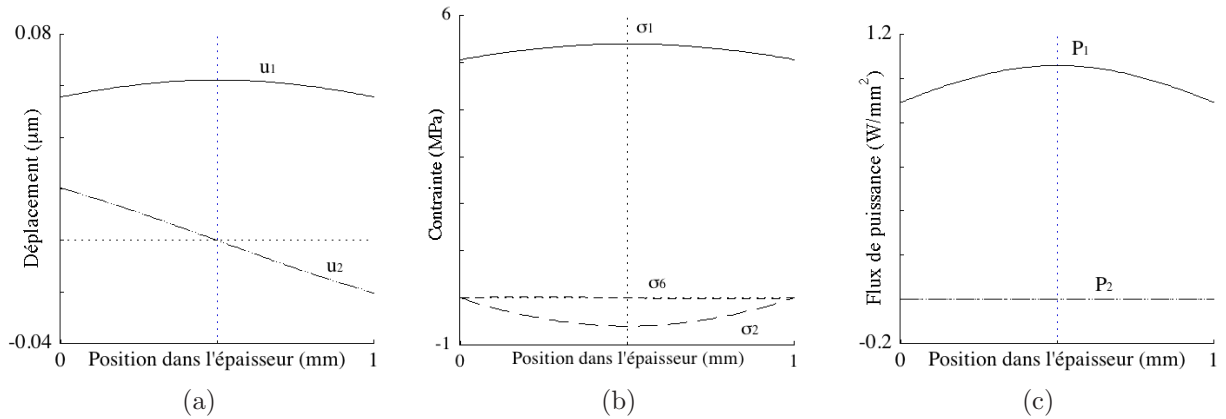 0.08
u1
Déplacement (μm)
u2
-0.04
0
Position dans l'épaisseur (mm)
1
(a)
6
σ1
Contrainte (MPa)
σ6
σ2
-1
0
Position dans l'épaisseur (mm)
1
(b)
1.2
P1
Flux de puissance (W/mm²)
P2
-0.2
0
Position dans l'épaisseur (mm)
1
(c)